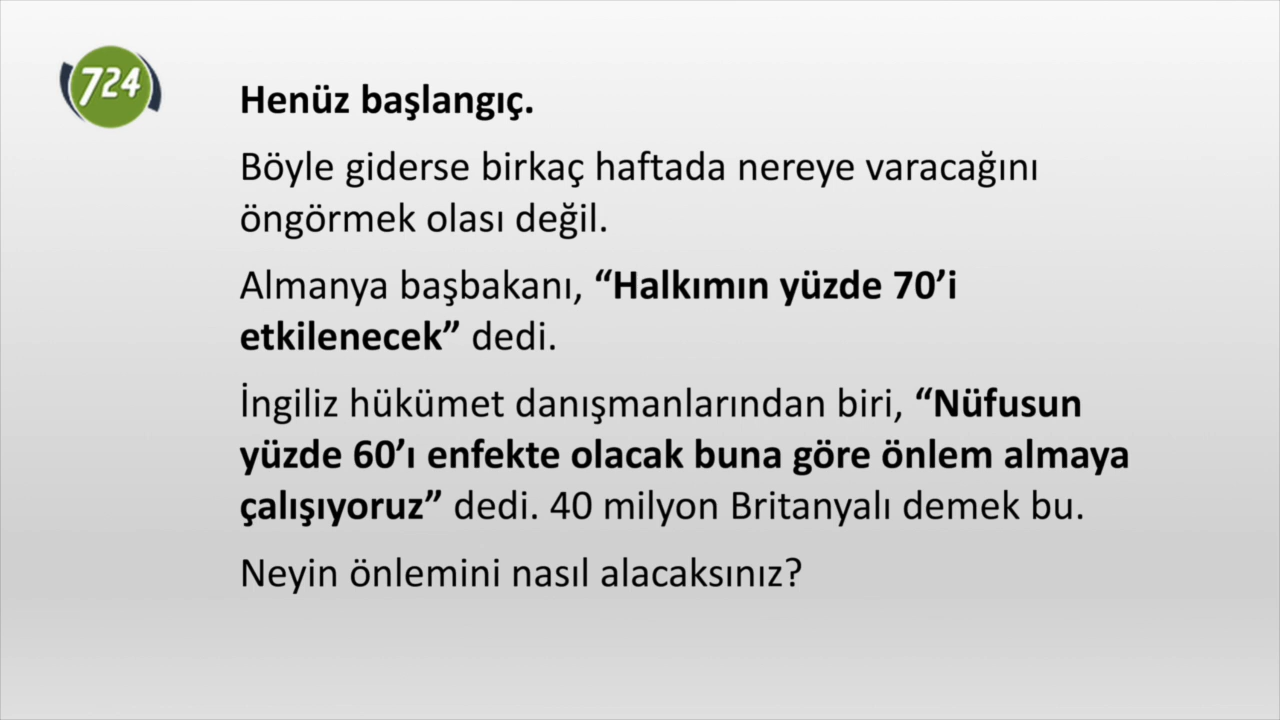 724
Henüz başlangıç.
Böyle giderse birkaç haftada nereye varacağını
öngörmek olası değil.
Almanya başbakanı, “Halkımın yüzde 70’i
etkilenecek” dedi.
İngiliz hükümet danışmanlarından biri, “Nüfusun
yüzde 60’ı enfekte olacak buna göre önlem almaya
çalışıyoruz” dedi. 40 milyon Britanyalı demek bu.
Neyin önlemini nasıl alacaksınız?